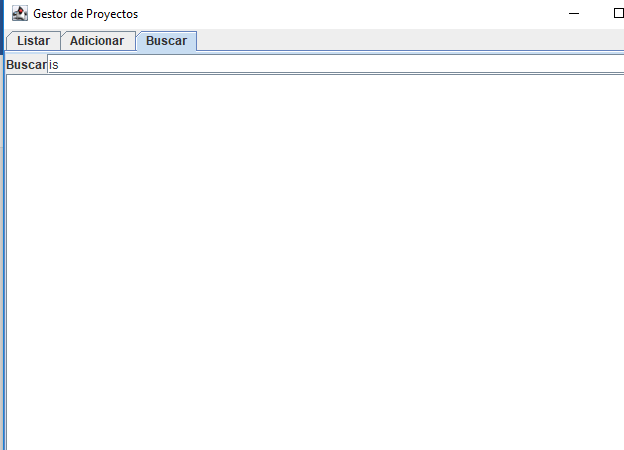 Gestor de Proyectos
Listar Adicionar Buscar
Buscar is